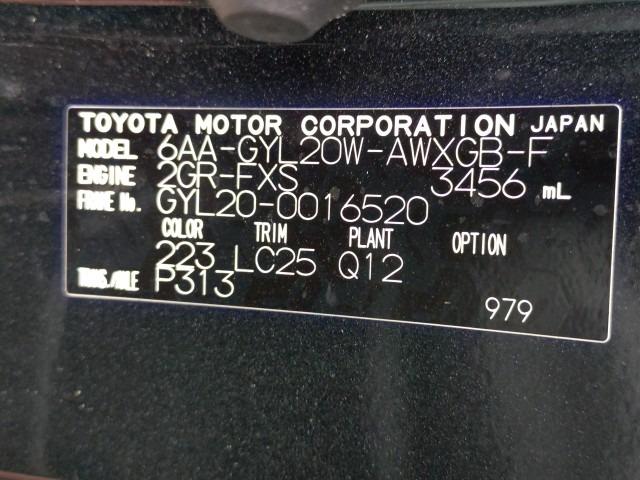 TOYOTA MOTOR CORPORATION JAPAN
MODEL 6AA-GYL20W-AWXGB-F
ENGINE 2GR-FXS 3456 mL
FRAME No. GYL20-0016520
COLOR TRIM PLANT OPTION
223 LC25 Q12
TRANS./AXLE P313
979